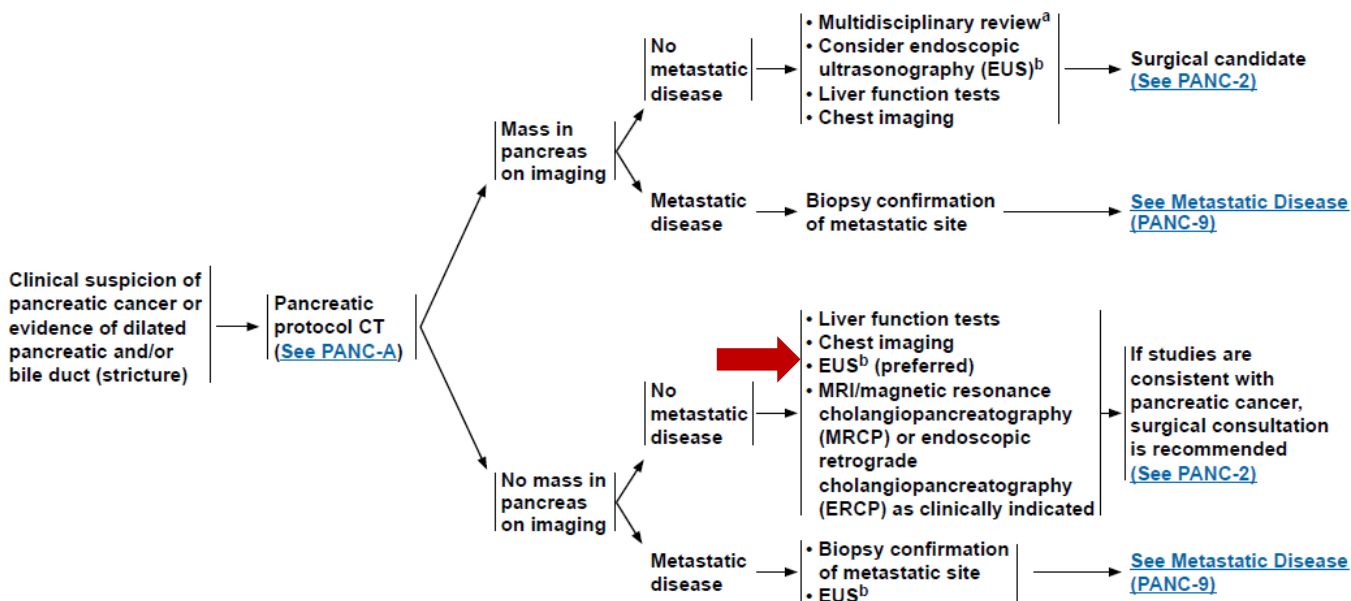 Clinical suspicion of
pancreatic cancer or
evidence of dilated
pancreatic and/or
bile duct (stricture)
Pancreatic
protocol CT
(See PANC-A)
Mass in
pancreas
on imaging
No
metastatic
disease
• Multidisciplinary reviewᵃ
• Consider endoscopic
ultrasonography (EUS)ᵇ
• Liver function tests
• Chest imaging
Surgical candidate
(See PANC-2)
Metastatic
disease
Biopsy confirmation
of metastatic site
See Metastatic Disease
(PANC-9)
No mass in
pancreas
on imaging
No
metastatic
disease
• Liver function tests
• Chest imaging
• EUSᵇ (preferred)
• MRI/magnetic resonance
cholangiopancreatography
(MRCP) or endoscopic
retrograde
cholangiopancreatography
(ERCP) as clinically indicated
If studies are
consistent with
pancreatic cancer,
surgical consultation
is recommended
(See PANC-2)
Metastatic
disease
• Biopsy confirmation
of metastatic site
• EUSᵇ
See Metastatic Disease
(PANC-9)